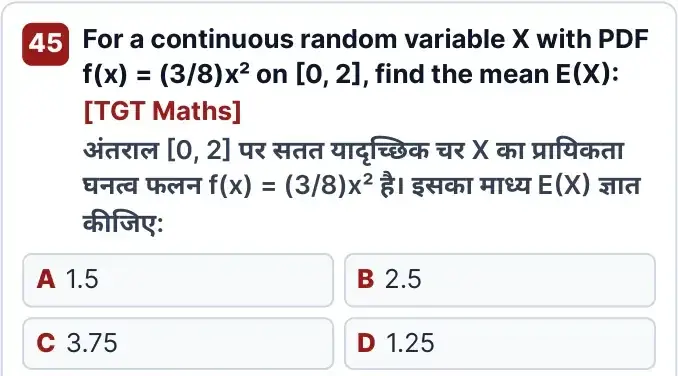 45 For a continuous random variable X with PDF
f(x) = (3/8)x² on [0, 2], find the mean E(X):
[TGT Maths]
अंतराल [0, 2] पर सतत यादृच्छिक चर X का प्रायिकता
घनत्व फलन f(x) = (3/8)x² है। इसका माध्य E(X) ज्ञात
कीजिए:
A 1.5
B 2.5
C 3.75
D 1.25